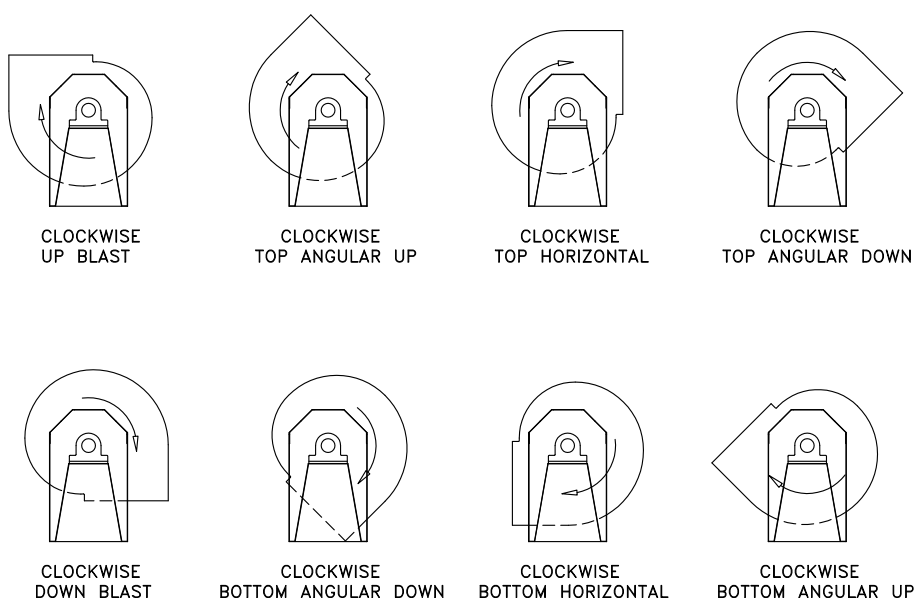 CLOCKWISE
UP BLAST
CLOCKWISE
TOP ANGULAR UP
CLOCKWISE
TOP HORIZONTAL
CLOCKWISE
TOP ANGULAR DOWN
CLOCKWISE
DOWN BLAST
CLOCKWISE
BOTTOM ANGULAR DOWN
CLOCKWISE
BOTTOM HORIZONTAL
CLOCKWISE
BOTTOM ANGULAR UP